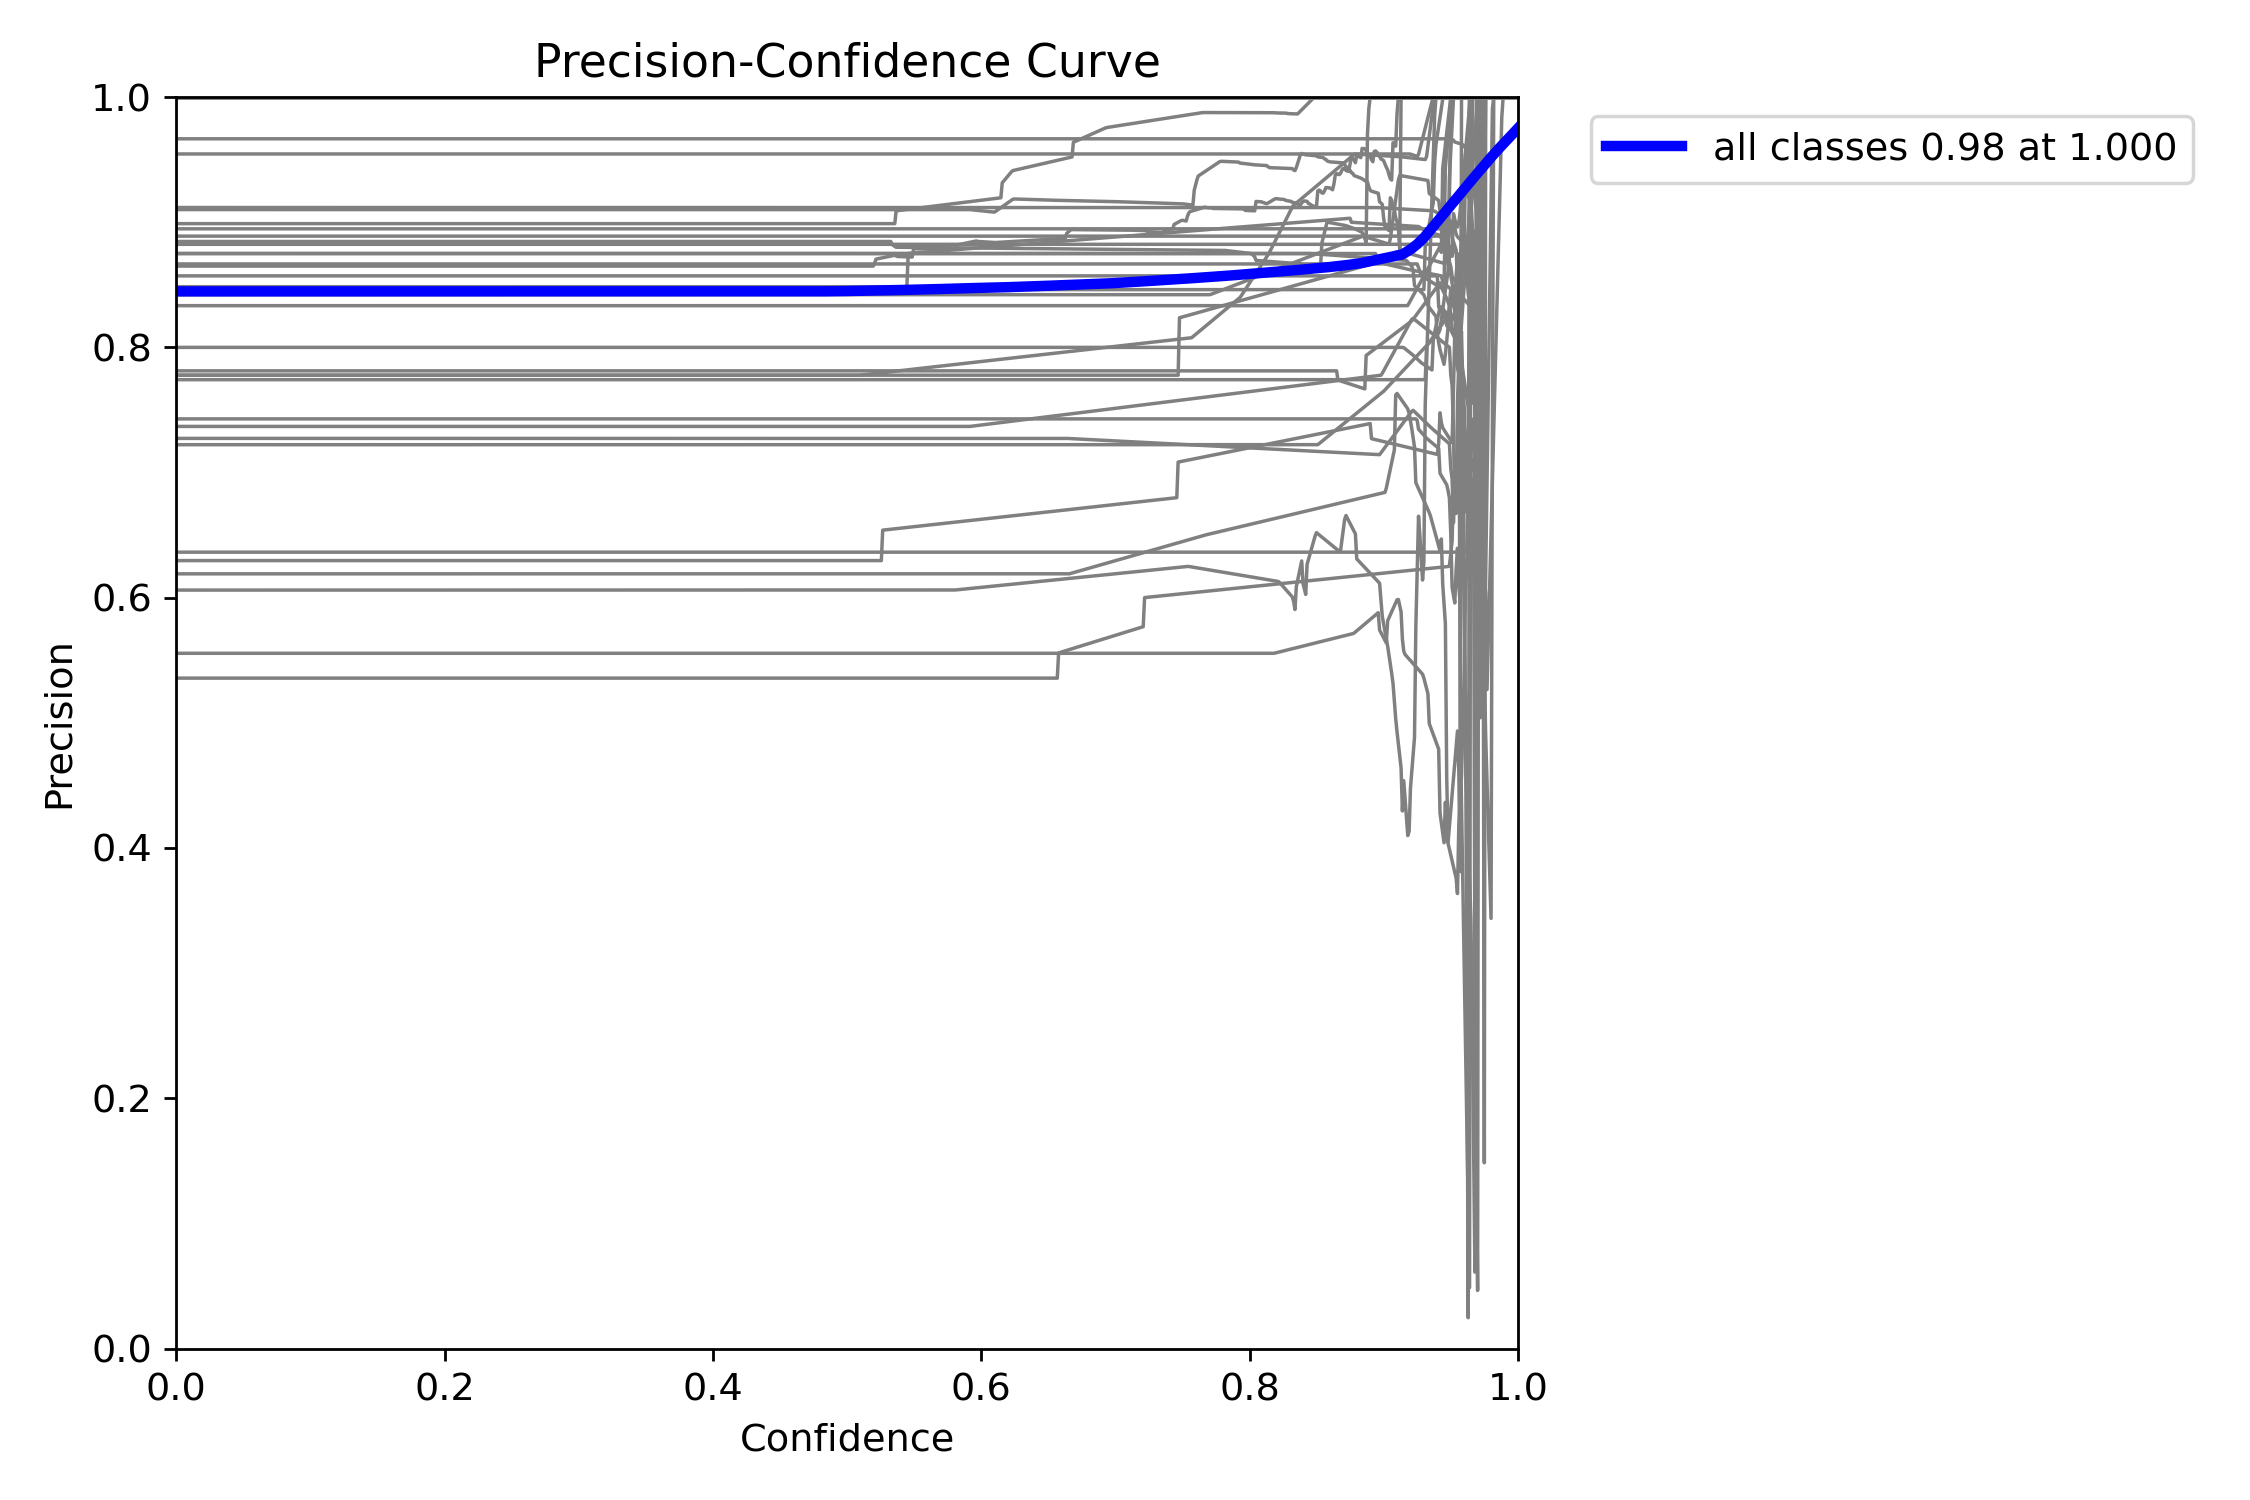 Precision-Confidence Curve
all classes 0.98 at 1.000
Precision
1.0
0.8
0.6
0.4
0.2
0.0
0.0 0.2 0.4 0.6 0.8 1.0
Confidence